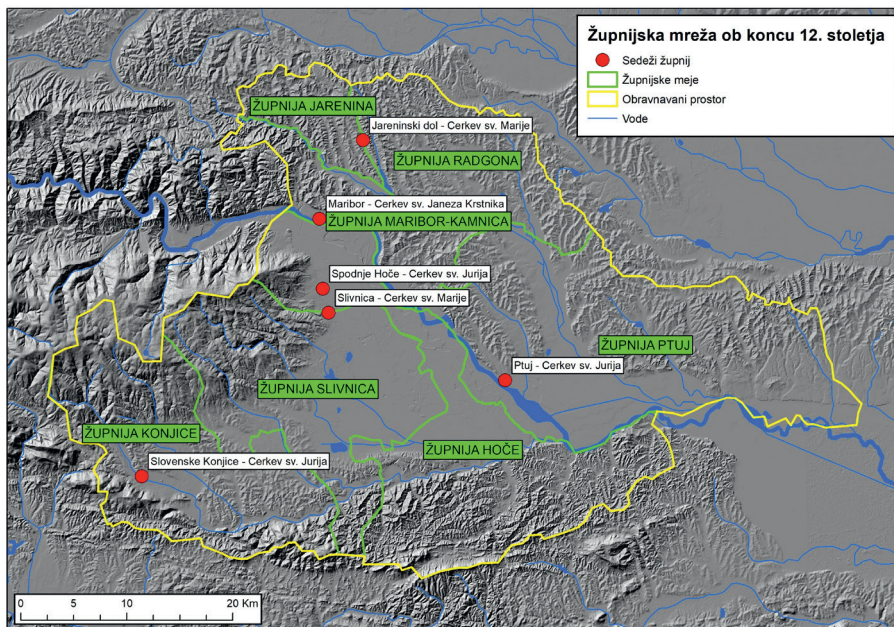 Župnijska mreža ob koncu 12. stoletja
Sedeži župnij
Župnijske meje
Obravnavani prostor
Vode
ŽUPNIJA JARENINA
Jareninski dol - Cerkev sv. Marije
ŽUPNIJA RADGONA
Maribor - Cerkev sv. Janeza Krstnika
ŽUPNIJA MARIBOR-KAMNICA
Spodnje Hoče - Cerkev sv. Jurija
Slivnica - Cerkev sv. Marije
ŽUPNIJA PTUJ
Ptuj - Cerkev sv. Jurija
ŽUPNIJA SLIVNICA
ŽUPNIJA KONJICE
ŽUPNIJA HOČE
Slovenske Konjice - Cerkev sv. Jurija
0 5 10 20 Km